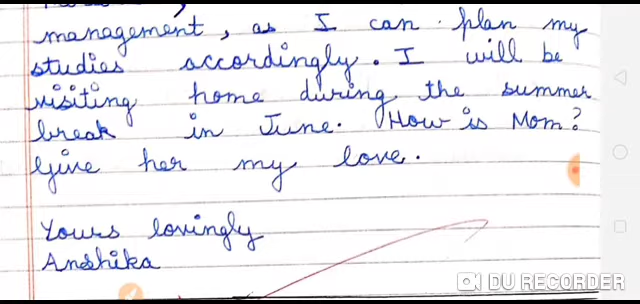 management, as I can plan my
studies accordingly. I will be
visiting home during the summer
break in June. How is Mom?
Give her my love.
Yours lovingly
Anshika
DU RECORDER